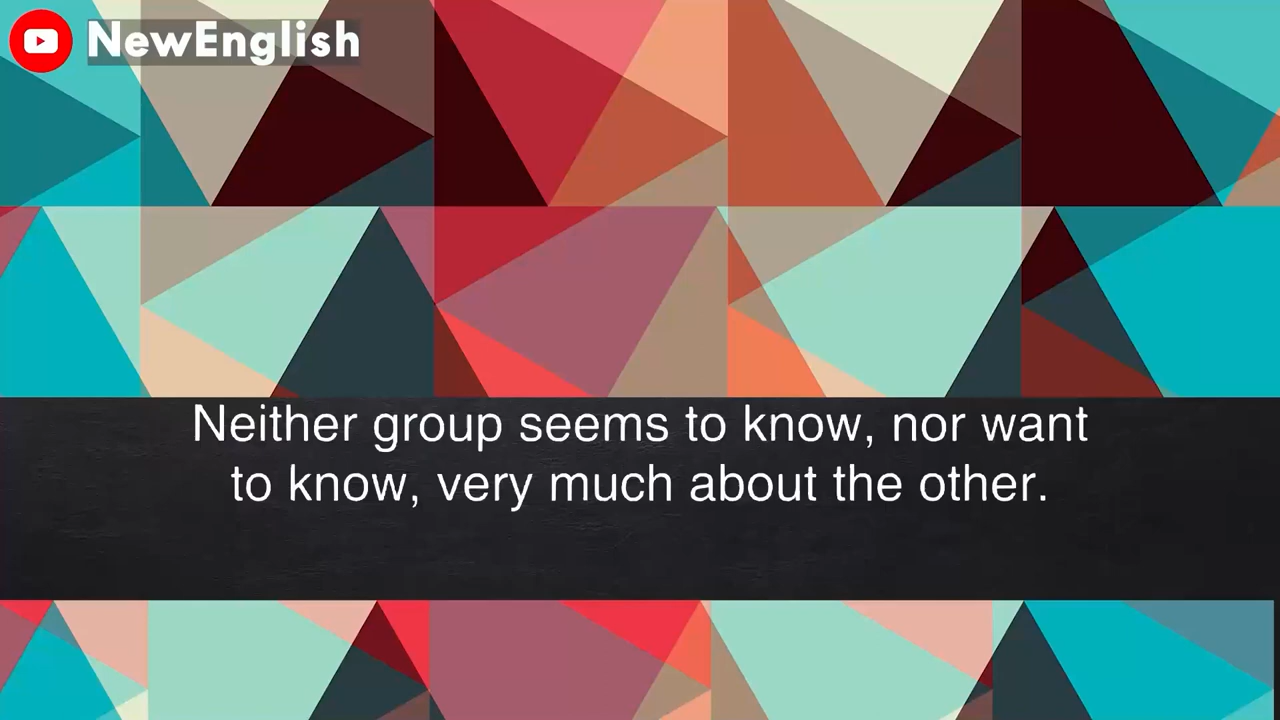 NewEnglish
Neither group seems to know, nor want
to know, very much about the other.